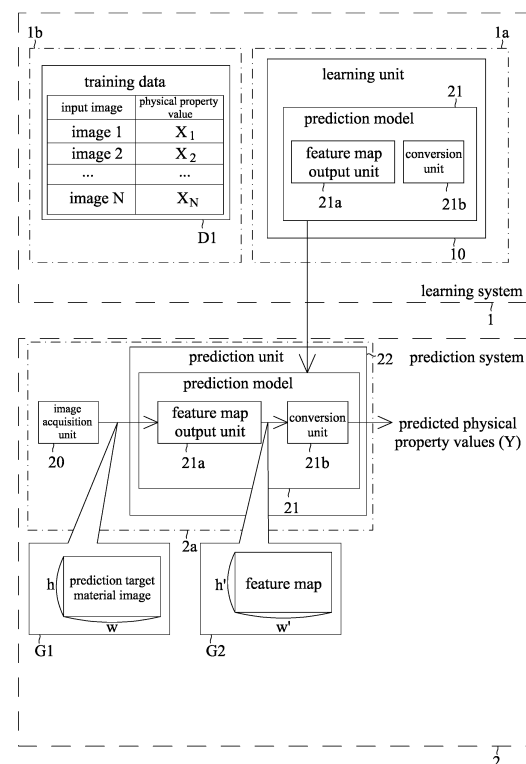 1b
1a
training data
input image physical property value
image 1 X1
image 2 X2
... ...
image N XN
D1
learning unit
21
prediction model
feature map output unit
conversion unit
21a
21b
10
learning system
1
prediction unit
22
prediction system
prediction model
image acquisition unit
20
feature map output unit
21a
conversion unit
21b
predicted physical property values (Y)
21
2a
h
prediction target material image
w
G1
h'
feature map
w'
G2
2